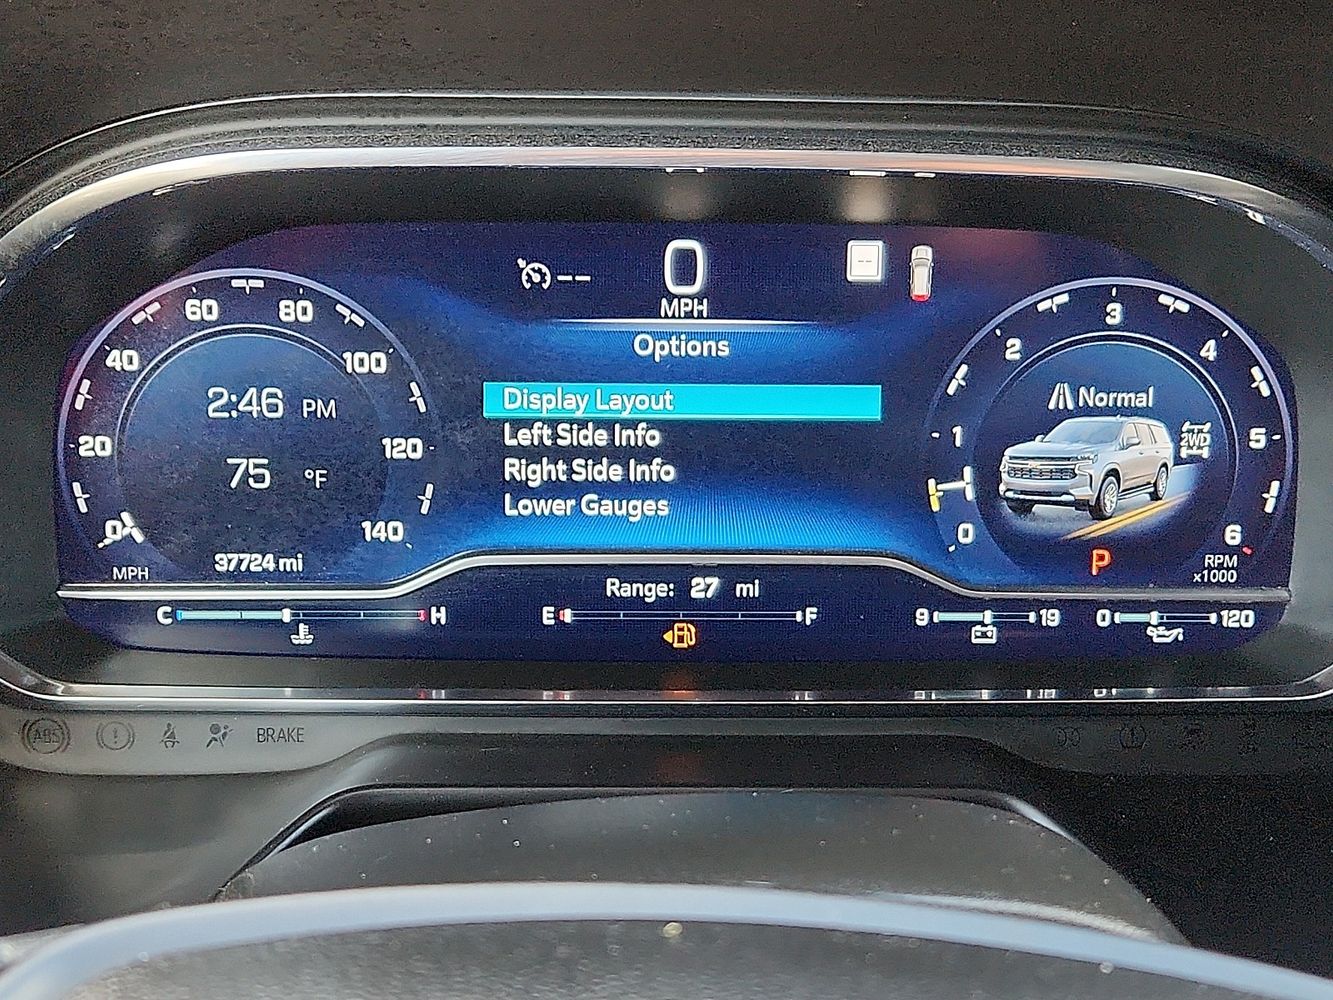 --
0
MPH
--
Options
Display Layout
Left Side Info
Right Side Info
Lower Gauges
0
20
40
60
80
100
120
140
MPH
2:46 PM
75 °F
37724 mi
0
1
2
3
4
5
6
RPM
x1000
Normal
2WD
P
Range: 27 mi
C H
E F
9 19
0 120
ABS
BRAKE